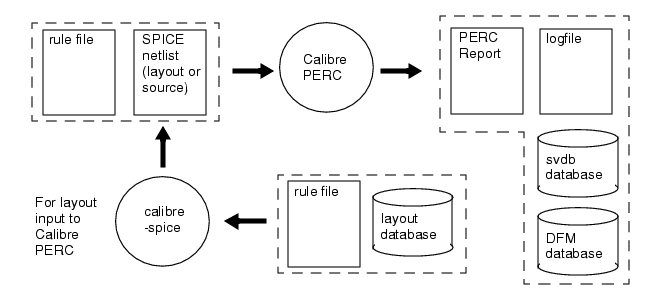 rule file
SPICE
netlist
(layout or
source)
Calibre
PERC
PERC
Report
logfile
svdb
database
DFM
database
For layout
input to
Calibre
PERC
calibre
-spice
rule file
layout
database